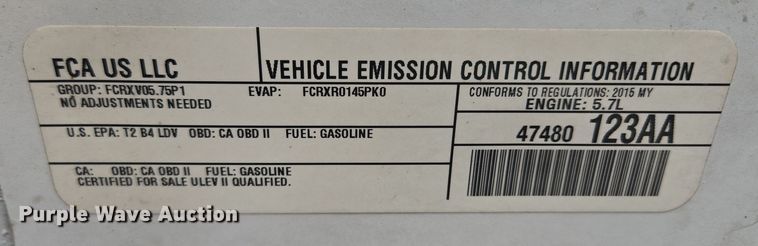 FCA US LLC
VEHICLE EMISSION CONTROL INFORMATION
GROUP: FCRXV05.75P1 EVAP: FCRXR0145PK0
NO ADJUSTMENTS NEEDED
CONFORMS TO REGULATIONS: 2015 MY
ENGINE: 5.7L
U.S. EPA: T2 B4 LDV OBD: CA OBD II FUEL: GASOLINE
47480 123AA
CA: OBD: CA OBD II FUEL: GASOLINE
CERTIFIED FOR SALE ULEV II QUALIFIED.
Purple Wave Auction